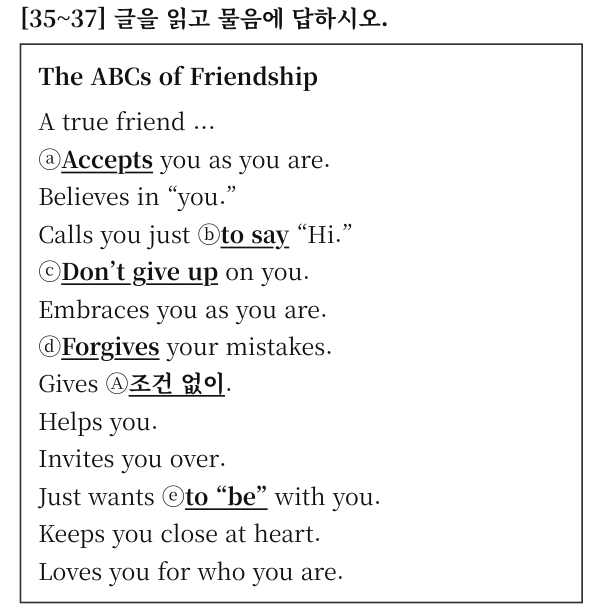 [35~37] 글을 읽고 물음에 답하시오.
The ABCs of Friendship
A true friend …
ⓐAccepts you as you are.
Believes in “you.”
Calls you just ⓑto say “Hi.”
ⓒDon’t give up on you.
Embraces you as you are.
ⓓForgives your mistakes.
Gives Ⓐ조건 없이.
Helps you.
Invites you over.
Just wants ⓔto “be” with you.
Keeps you close at heart.
Loves you for who you are.